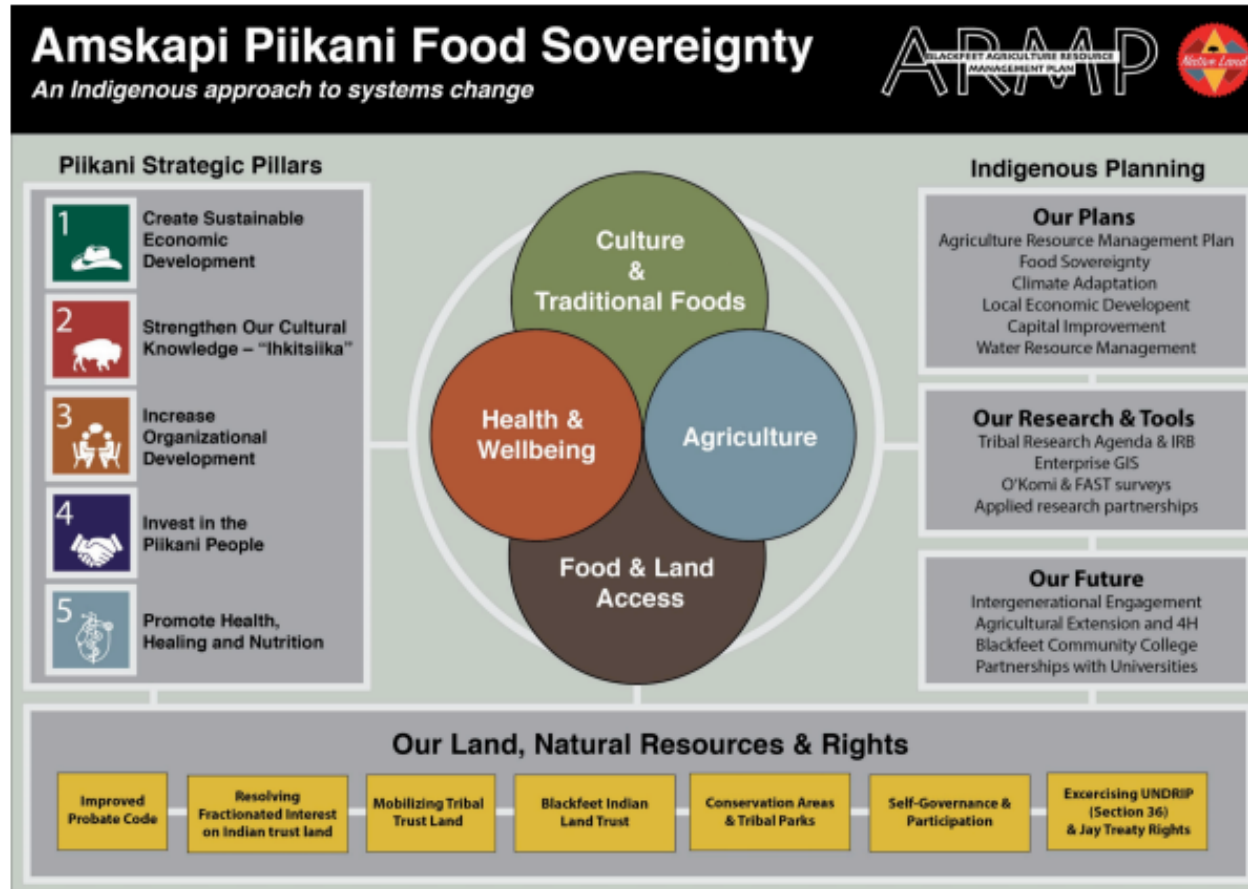 Amskapi Piikani Food Sovereignty
An Indigenous approach to systems change
ARMP
BLACKFEET AGRICULTURE RESOURCE
MANAGEMENT PLAN
Native Land
Piikani Strategic Pillars
1
Create Sustainable
Economic
Development
2
Strengthen Our Cultural
Knowledge – "Ihkitsiika"
3
Increase
Organizational
Development
4
Invest in the
Piikani People
5
Promote Health,
Healing and Nutrition
Culture
&
Traditional Foods
Health &
Wellbeing
Agriculture
Food & Land
Access
Indigenous Planning
Our Plans
Agriculture Resource Management Plan
Food Sovereignty
Climate Adaptation
Local Economic Developent
Capital Improvement
Water Resource Management
Our Research & Tools
Tribal Research Agenda & IRB
Enterprise GIS
O'Komi & FAST surveys
Applied research partnerships
Our Future
Intergenerational Engagement
Agricultural Extension and 4H
Blackfeet Community College
Partnerships with Universities
Our Land, Natural Resources & Rights
Improved
Probate Code
Resolving
Fractionated Interest
on Indian trust land
Mobilizing Tribal
Trust Land
Blackfeet Indian
Land Trust
Conservation Areas
& Tribal Parks
Self-Governance &
Participation
Excercising UNDRIP
(Section 36)
& Jay Treaty Rights